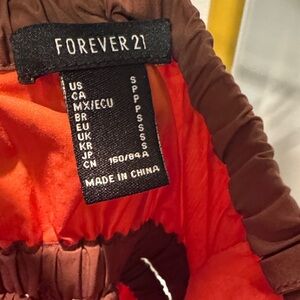 FOREVER 21
US S
CA P
MX/ECU P
BR P
EU S
UK S
KR S
JP S
CN 160/84A
MADE IN CHINA